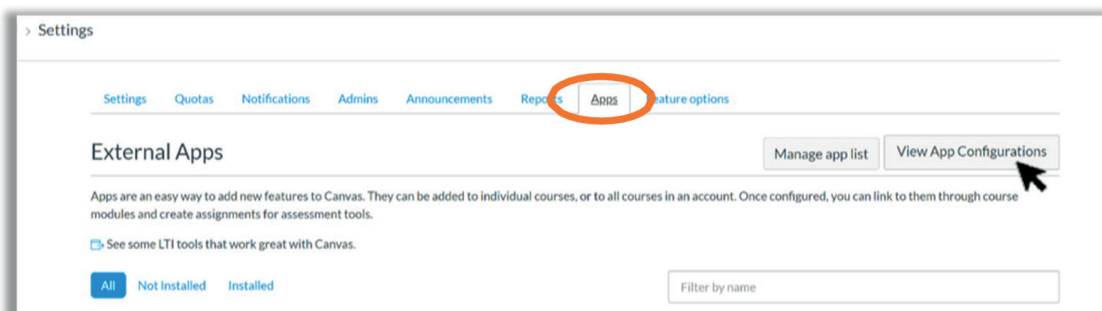 > Settings
Settings Quotas Notifications Admins Announcements Reports Apps Feature options
External Apps
Manage app list View App Configurations
Apps are an easy way to add new features to Canvas. They can be added to individual courses, or to all courses in an account. Once configured, you can link to them through course
modules and create assignments for assessment tools.
See some LTI tools that work great with Canvas.
All Not Installed Installed
Filter by name